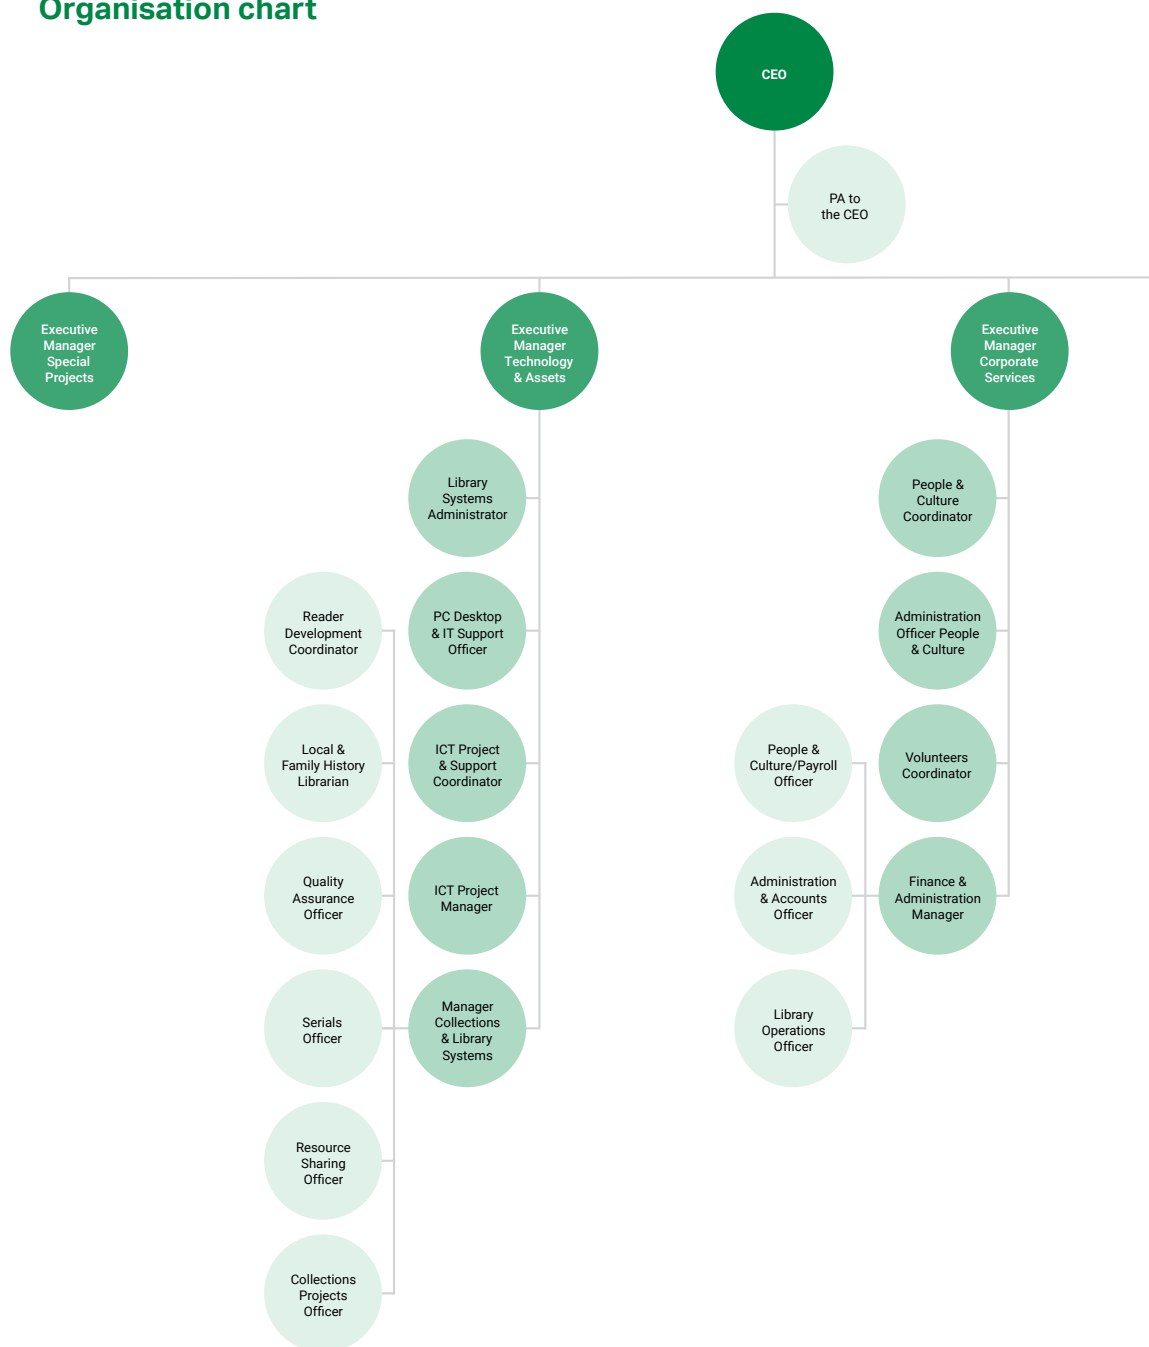 Organisation chart
CEO
PA to
the CEO
Executive
Manager
Special
Projects
Executive
Manager
Technology
& Assets
Executive
Manager
Corporate
Services
Library
Systems
Administrator
People &
Culture
Coordinator
Reader
Development
Coordinator
PC Desktop
& IT Support
Officer
Administration
Officer People
& Culture
Local &
Family History
Librarian
ICT Project
& Support
Coordinator
People &
Culture/Payroll
Officer
Volunteers
Coordinator
Quality
Assurance
Officer
ICT Project
Manager
Administration
& Accounts
Officer
Finance &
Administration
Manager
Serials
Officer
Manager
Collections
& Library
Systems
Library
Operations
Officer
Resource
Sharing
Officer
Collections
Projects
Officer